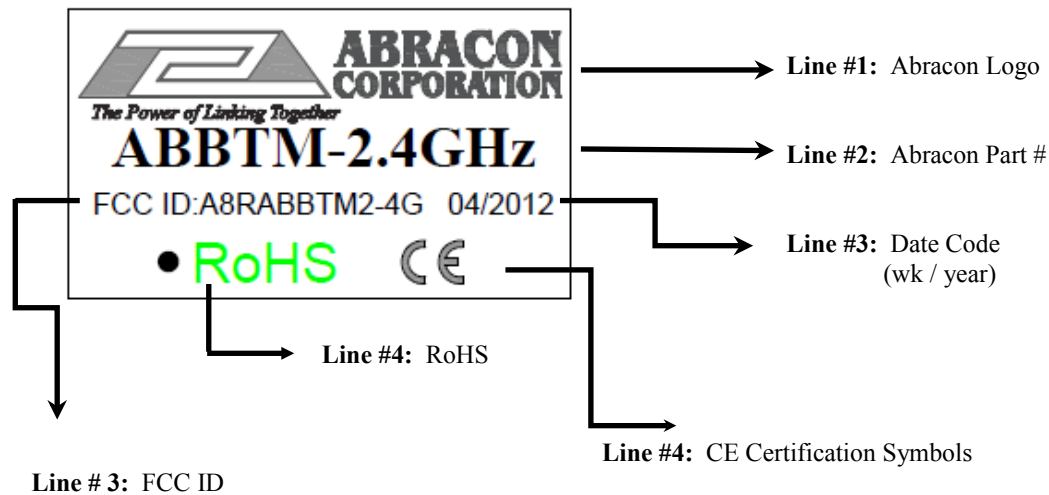 ABRACON
CORPORATION
The Power of Linking Together
ABBTM-2.4GHz
FCC ID:A8RABBTM2-4G 04/2012
● RoHS CE
Line #1: Abracon Logo
Line #2: Abracon Part #
Line #3: Date Code
(wk / year)
Line #4: RoHS
Line #4: CE Certification Symbols
Line # 3: FCC ID